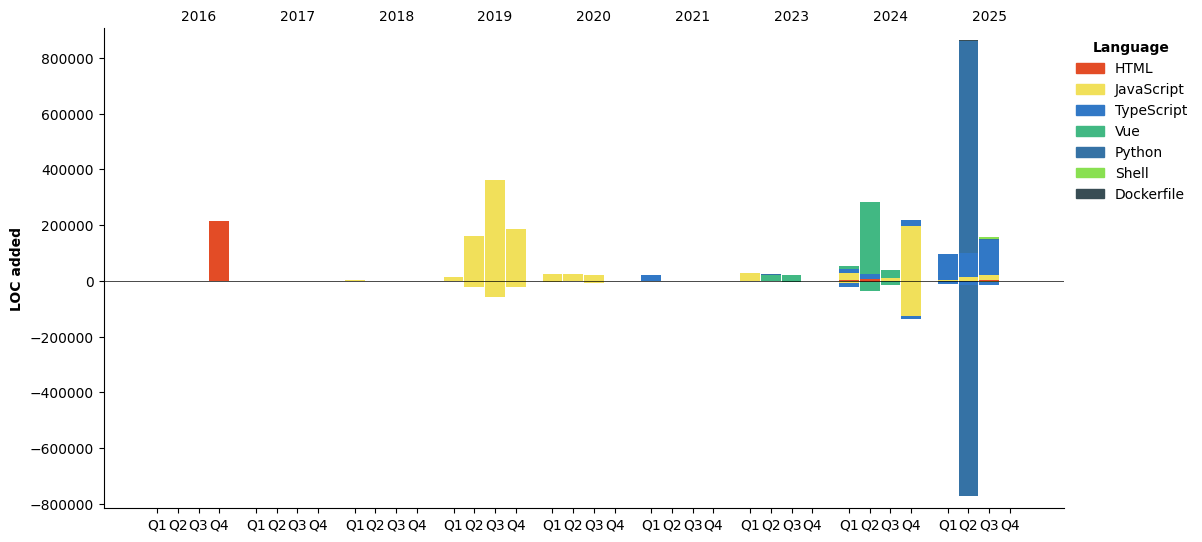 2016 2017 2018 2019 2020 2021 2023 2024 2025
Language
HTML
JavaScript
TypeScript
Vue
Python
Shell
Dockerfile
LOC added
800000
600000
400000
200000
0
−200000
−400000
−600000
−800000
Q1 Q2 Q3 Q4 Q1 Q2 Q3 Q4 Q1 Q2 Q3 Q4 Q1 Q2 Q3 Q4 Q1 Q2 Q3 Q4 Q1 Q2 Q3 Q4 Q1 Q2 Q3 Q4 Q1 Q2 Q3 Q4 Q1 Q2 Q3 Q4